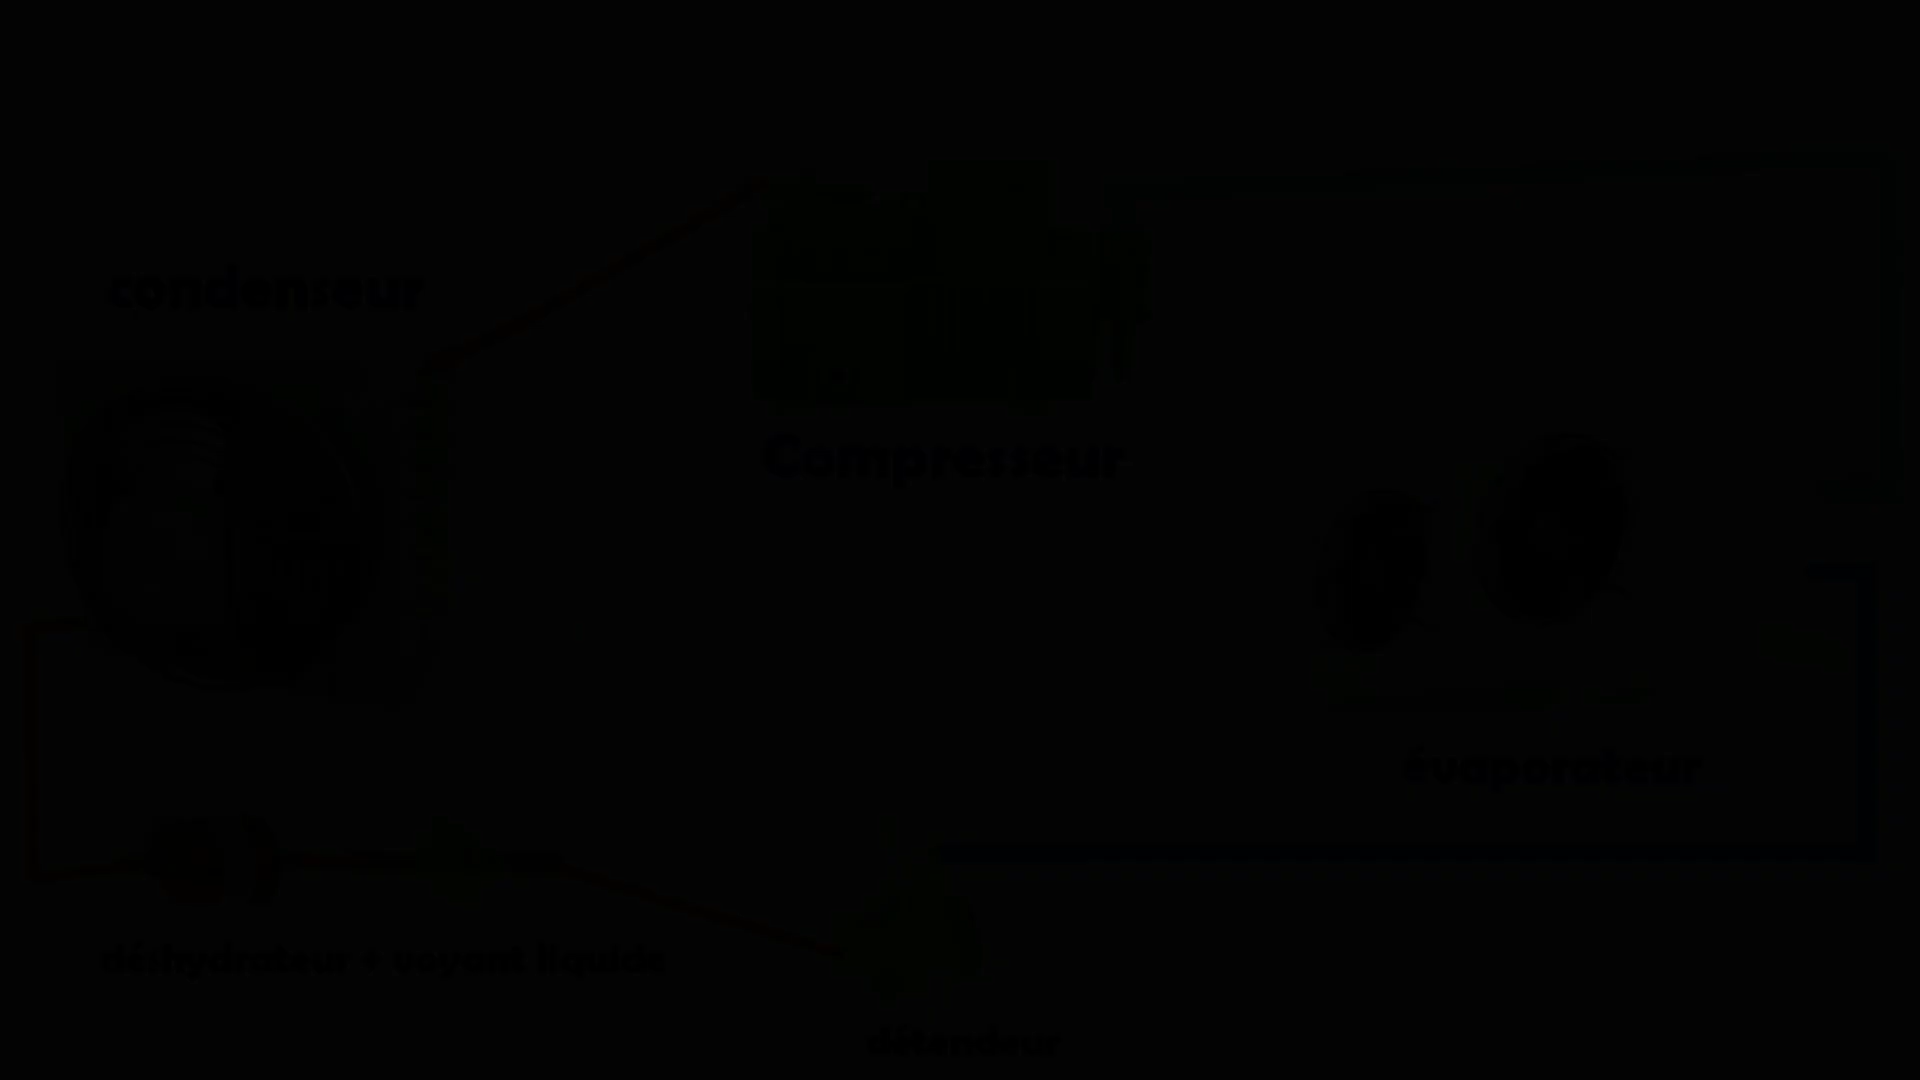 condenseur
Compresseur
évaporateur
déshydrateur + voyant liquide
détendeur